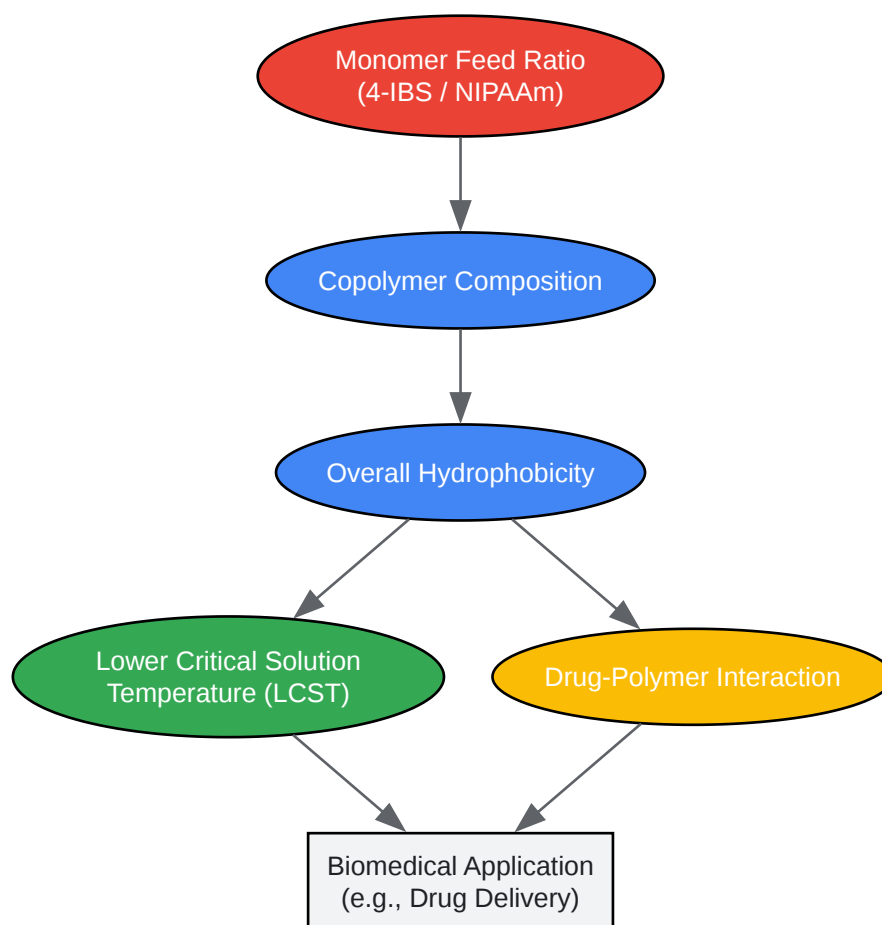 Monomer Feed Ratio
(4-IBS / NIPAAm)
Copolymer Composition
Overall Hydrophobicity
Lower Critical Solution
Temperature (LCST)
Drug-Polymer Interaction
Biomedical Application
(e.g., Drug Delivery)